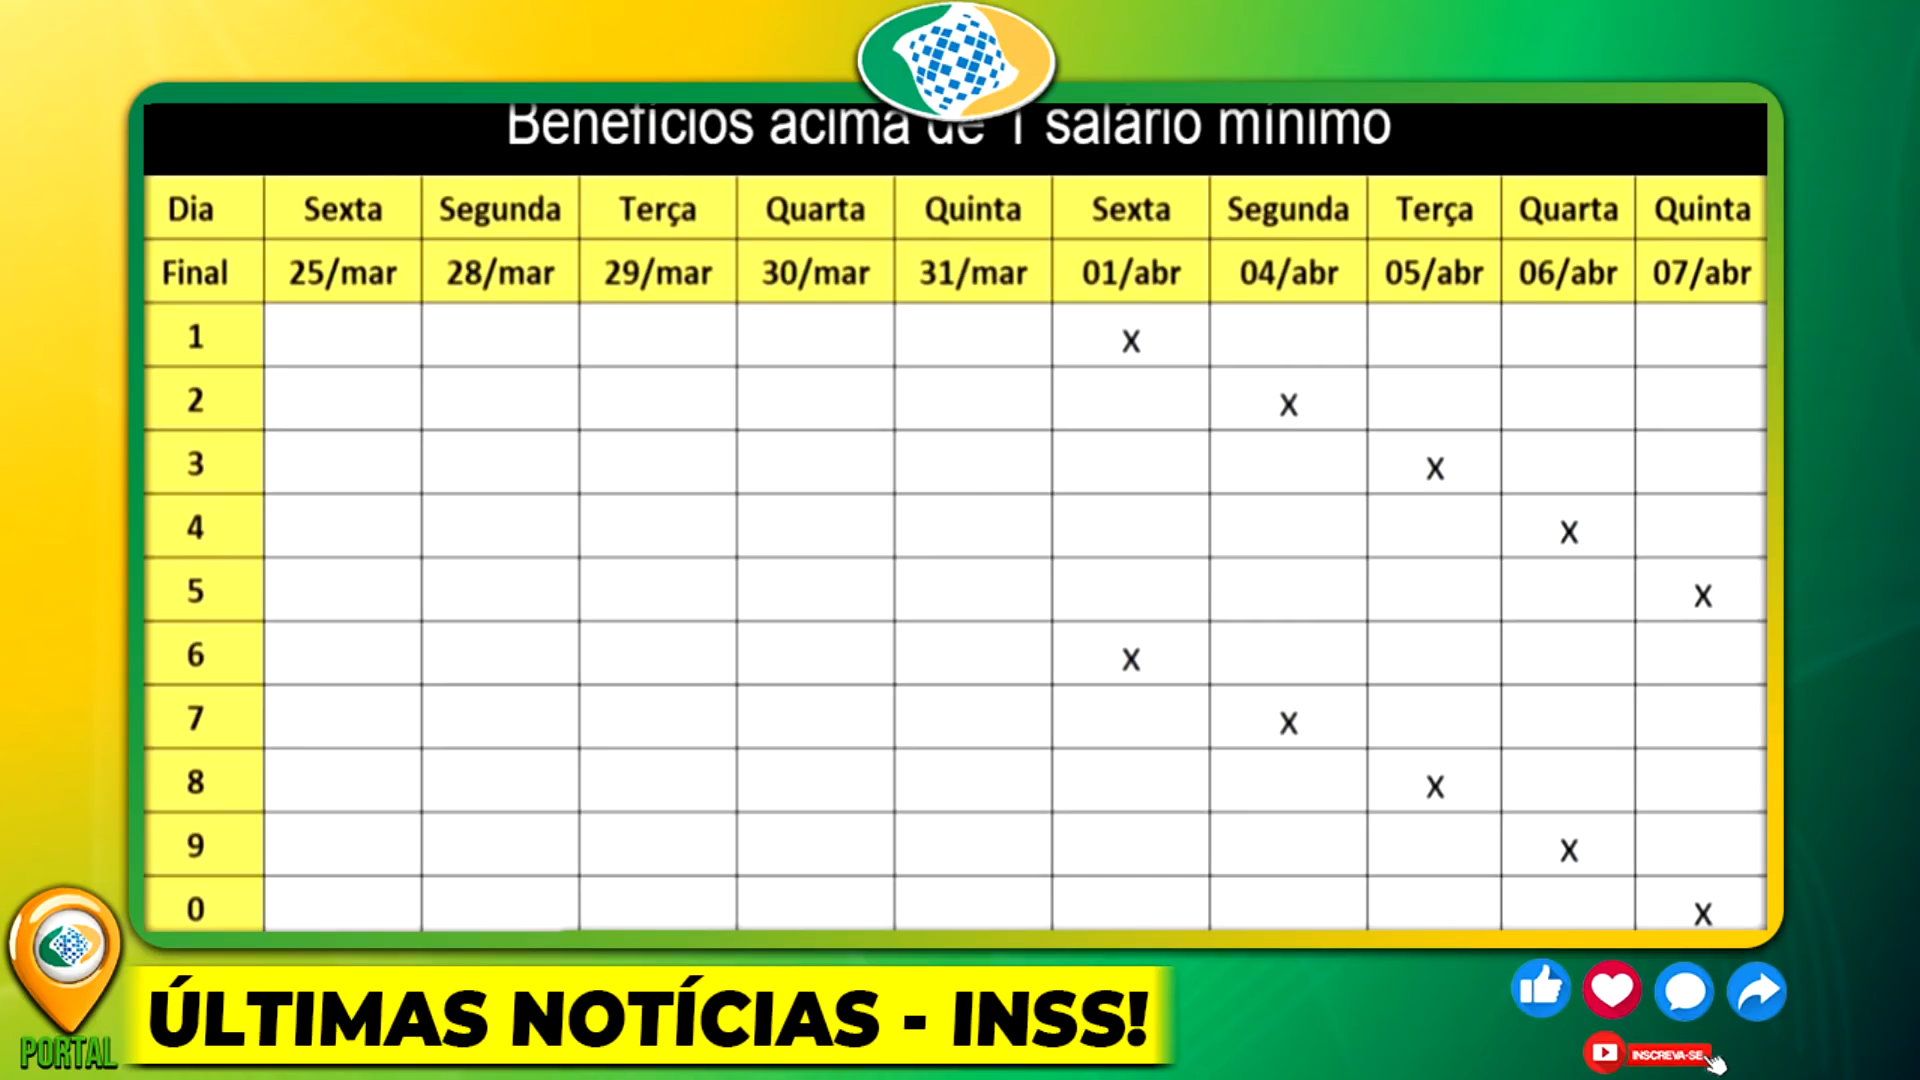 Benefícios acima de 1 salário mínimo
Dia Sexta Segunda Terça Quarta Quinta Sexta Segunda Terça Quarta Quinta
Final 25/mar 28/mar 29/mar 30/mar 31/mar 01/abr 04/abr 05/abr 06/abr 07/abr
1 x
2 x
3 x
4 x
5 x
6 x
7 x
8 x
9 x
0 x
ÚLTIMAS NOTÍCIAS - INSS!
PORTAL
INSCREVA-SE